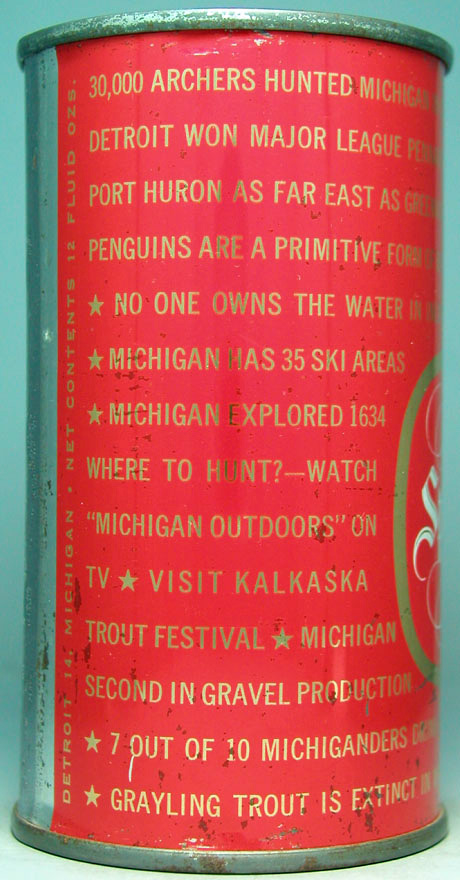 30,000 ARCHERS HUNTED MICHIGAN
DETROIT WON MAJOR LEAGUE
PORT HURON AS FAR EAST AS
PENGUINS ARE A PRIMITIVE FORM
★ NO ONE OWNS THE WATER IN
★ MICHIGAN HAS 35 SKI AREAS
★ MICHIGAN EXPLORED 1634
WHERE TO HUNT?—WATCH
"MICHIGAN OUTDOORS" ON
TV ★ VISIT KALKASKA
TROUT FESTIVAL ★ MICHIGAN
SECOND IN GRAVEL PRODUCTION
★ 7 OUT OF 10 MICHIGANDERS
★ GRAYLING TROUT IS EXTINCT IN
DETROIT 14, MICHIGAN • NET CONTENTS 12 FLUID OZS.